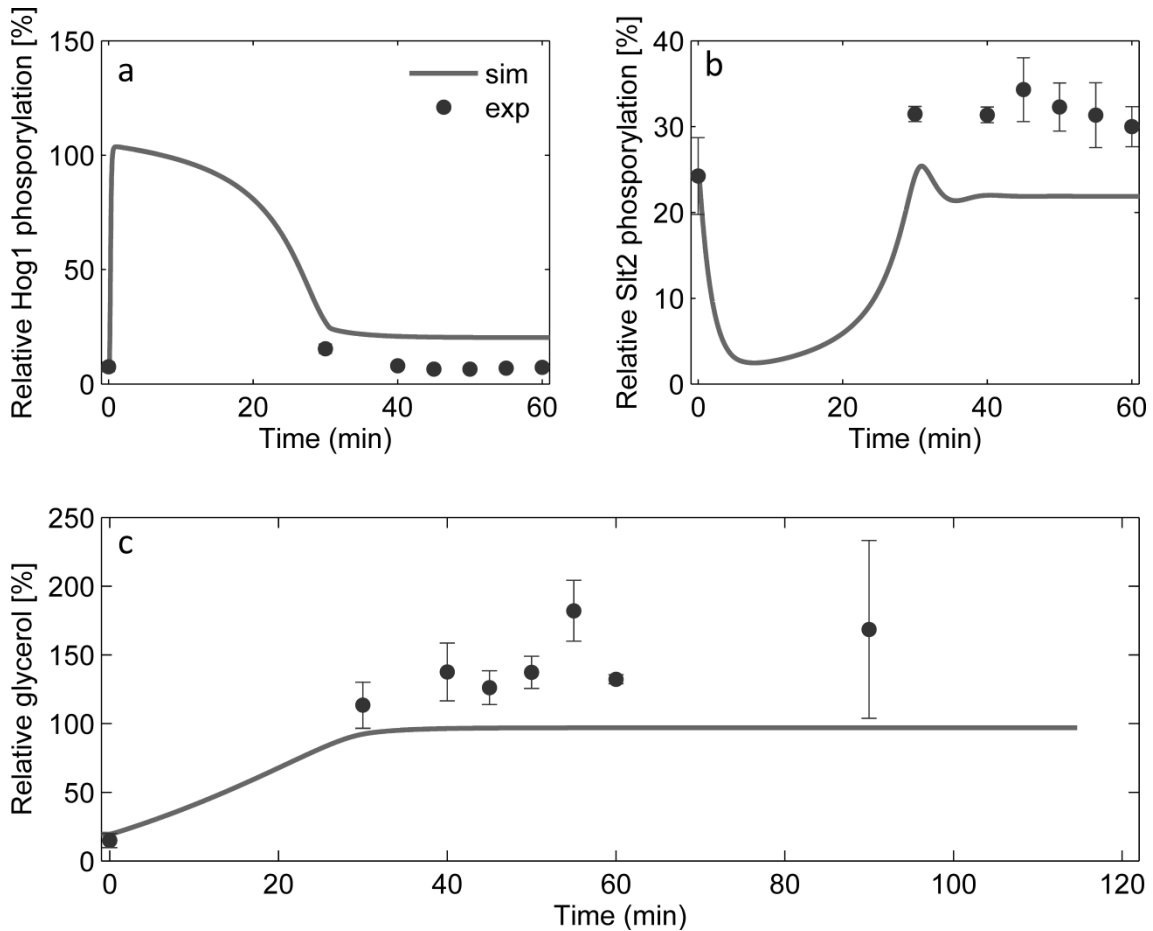 Relative Hog1 phosporylation [%]
150
100
50
0
a
sim
exp
0 20 40 60
Time (min)
Relative Slt2 phosporylation [%]
40
30
20
10
0
b
0 20 40 60
Time (min)
Relative glycerol [%]
250
200
150
100
50
0
c
0 20 40 60 80 100 120
Time (min)